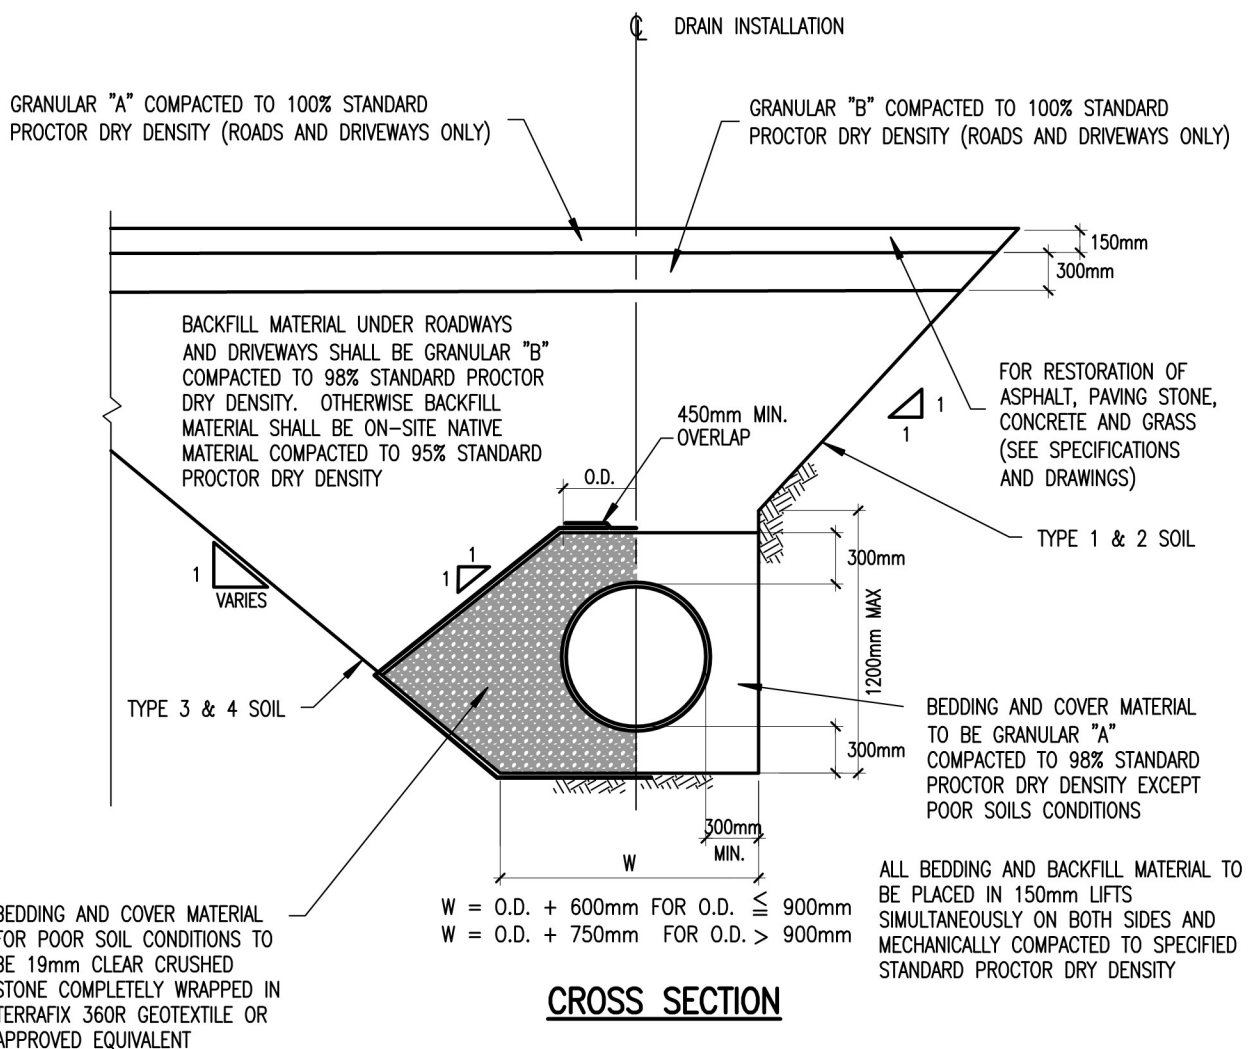 ℄ DRAIN INSTALLATION
GRANULAR "A" COMPACTED TO 100% STANDARD
PROCTOR DRY DENSITY (ROADS AND DRIVEWAYS ONLY)
GRANULAR "B" COMPACTED TO 100% STANDARD
PROCTOR DRY DENSITY (ROADS AND DRIVEWAYS ONLY)
150mm
300mm
BACKFILL MATERIAL UNDER ROADWAYS
AND DRIVEWAYS SHALL BE GRANULAR "B"
COMPACTED TO 98% STANDARD PROCTOR
DRY DENSITY. OTHERWISE BACKFILL
MATERIAL SHALL BE ON-SITE NATIVE
MATERIAL COMPACTED TO 95% STANDARD
PROCTOR DRY DENSITY
450mm MIN.
OVERLAP
O.D.
1
1
FOR RESTORATION OF
ASPHALT, PAVING STONE,
CONCRETE AND GRASS
(SEE SPECIFICATIONS
AND DRAWINGS)
TYPE 1 & 2 SOIL
1
VARIES
1
1
300mm
1200mm MAX
300mm
TYPE 3 & 4 SOIL
BEDDING AND COVER MATERIAL
TO BE GRANULAR "A"
COMPACTED TO 98% STANDARD
PROCTOR DRY DENSITY EXCEPT
POOR SOILS CONDITIONS
300mm
MIN.
W
W = O.D. + 600mm FOR O.D. ≦ 900mm
W = O.D. + 750mm FOR O.D. > 900mm
ALL BEDDING AND BACKFILL MATERIAL TO
BE PLACED IN 150mm LIFTS
SIMULTANEOUSLY ON BOTH SIDES AND
MECHANICALLY COMPACTED TO SPECIFIED
STANDARD PROCTOR DRY DENSITY
BEDDING AND COVER MATERIAL
FOR POOR SOIL CONDITIONS TO
BE 19mm CLEAR CRUSHED
STONE COMPLETELY WRAPPED IN
TERRAFIX 360R GEOTEXTILE OR
APPROVED EQUIVALENT
CROSS SECTION